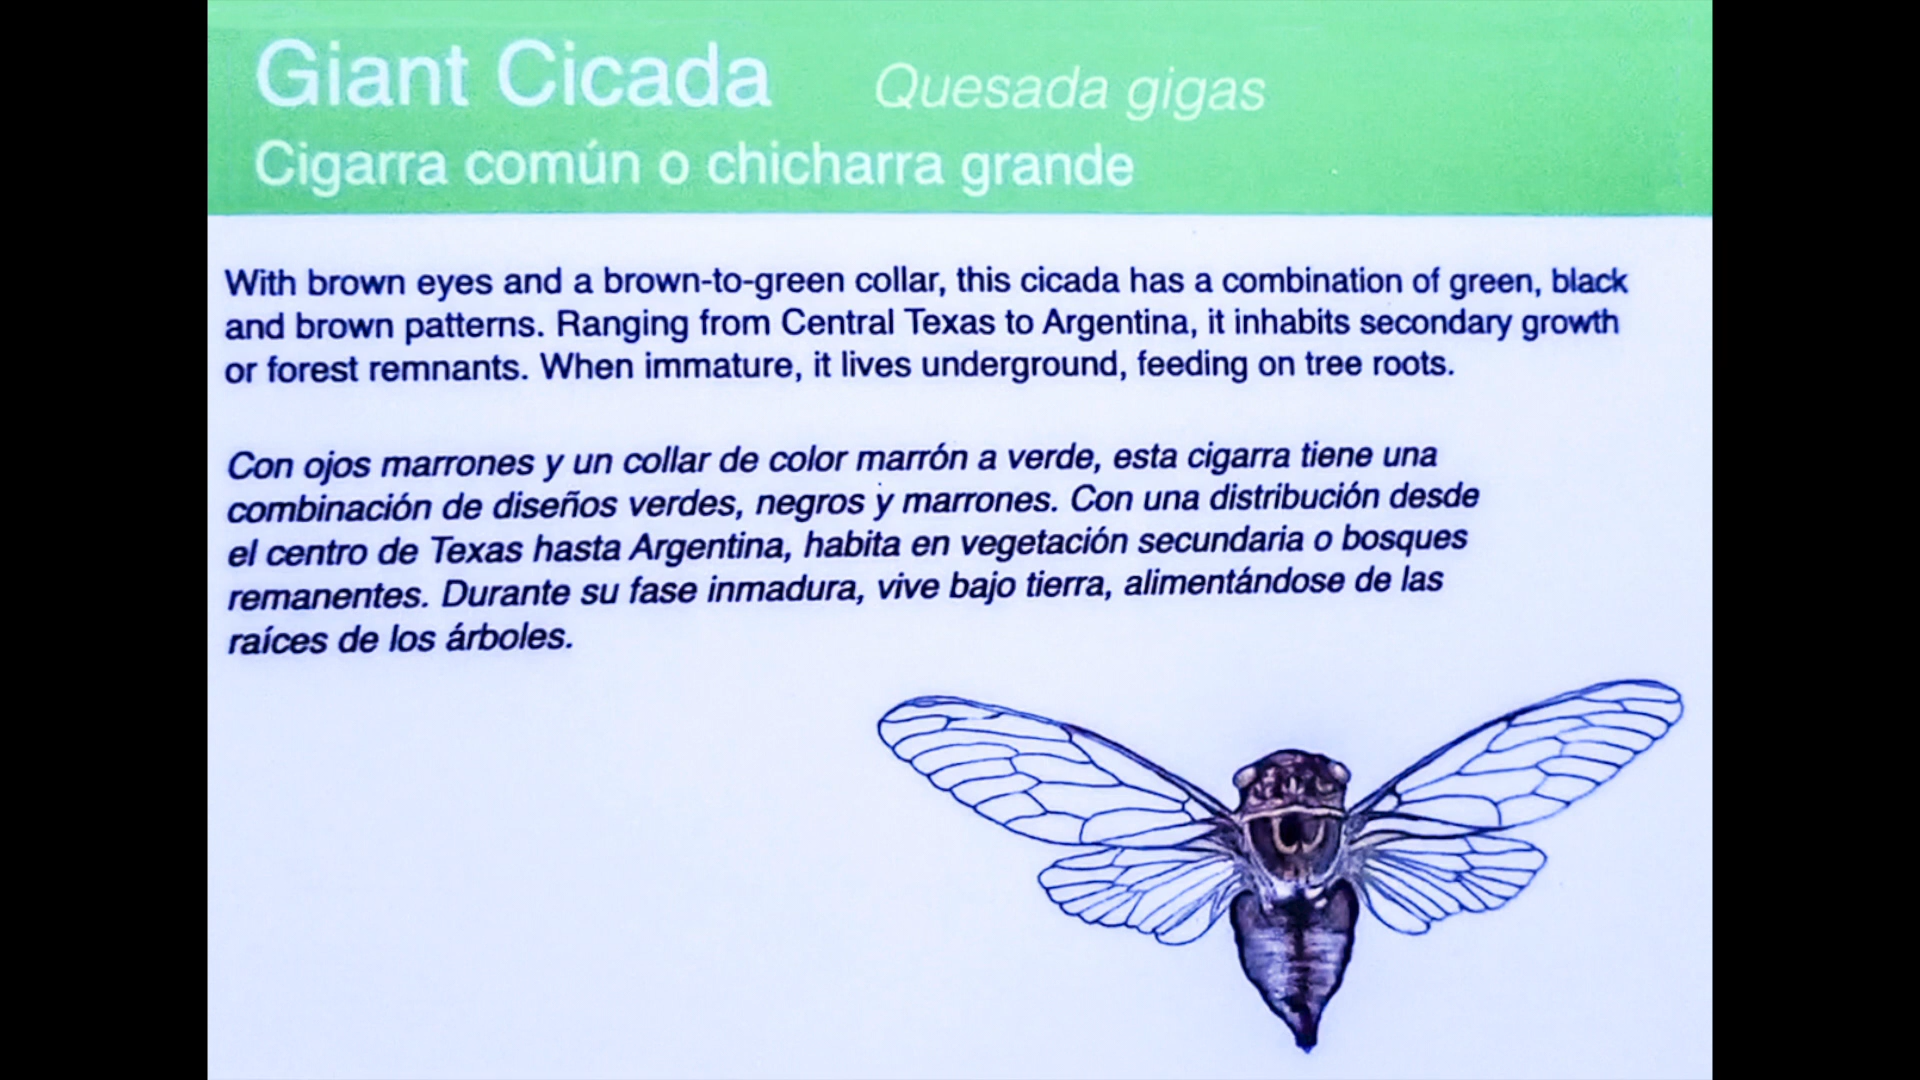 Giant Cicada Quesada gigas
Cigarra común o chicharra grande
With brown eyes and a brown-to-green collar, this cicada has a combination of green, black
and brown patterns. Ranging from Central Texas to Argentina, it inhabits secondary growth
or forest remnants. When immature, it lives underground, feeding on tree roots.
Con ojos marrones y un collar de color marrón a verde, esta cigarra tiene una
combinación de diseños verdes, negros y marrones. Con una distribución desde
el centro de Texas hasta Argentina, habita en vegetación secundaria o bosques
remanentes. Durante su fase inmadura, vive bajo tierra, alimentándose de las
raíces de los árboles.